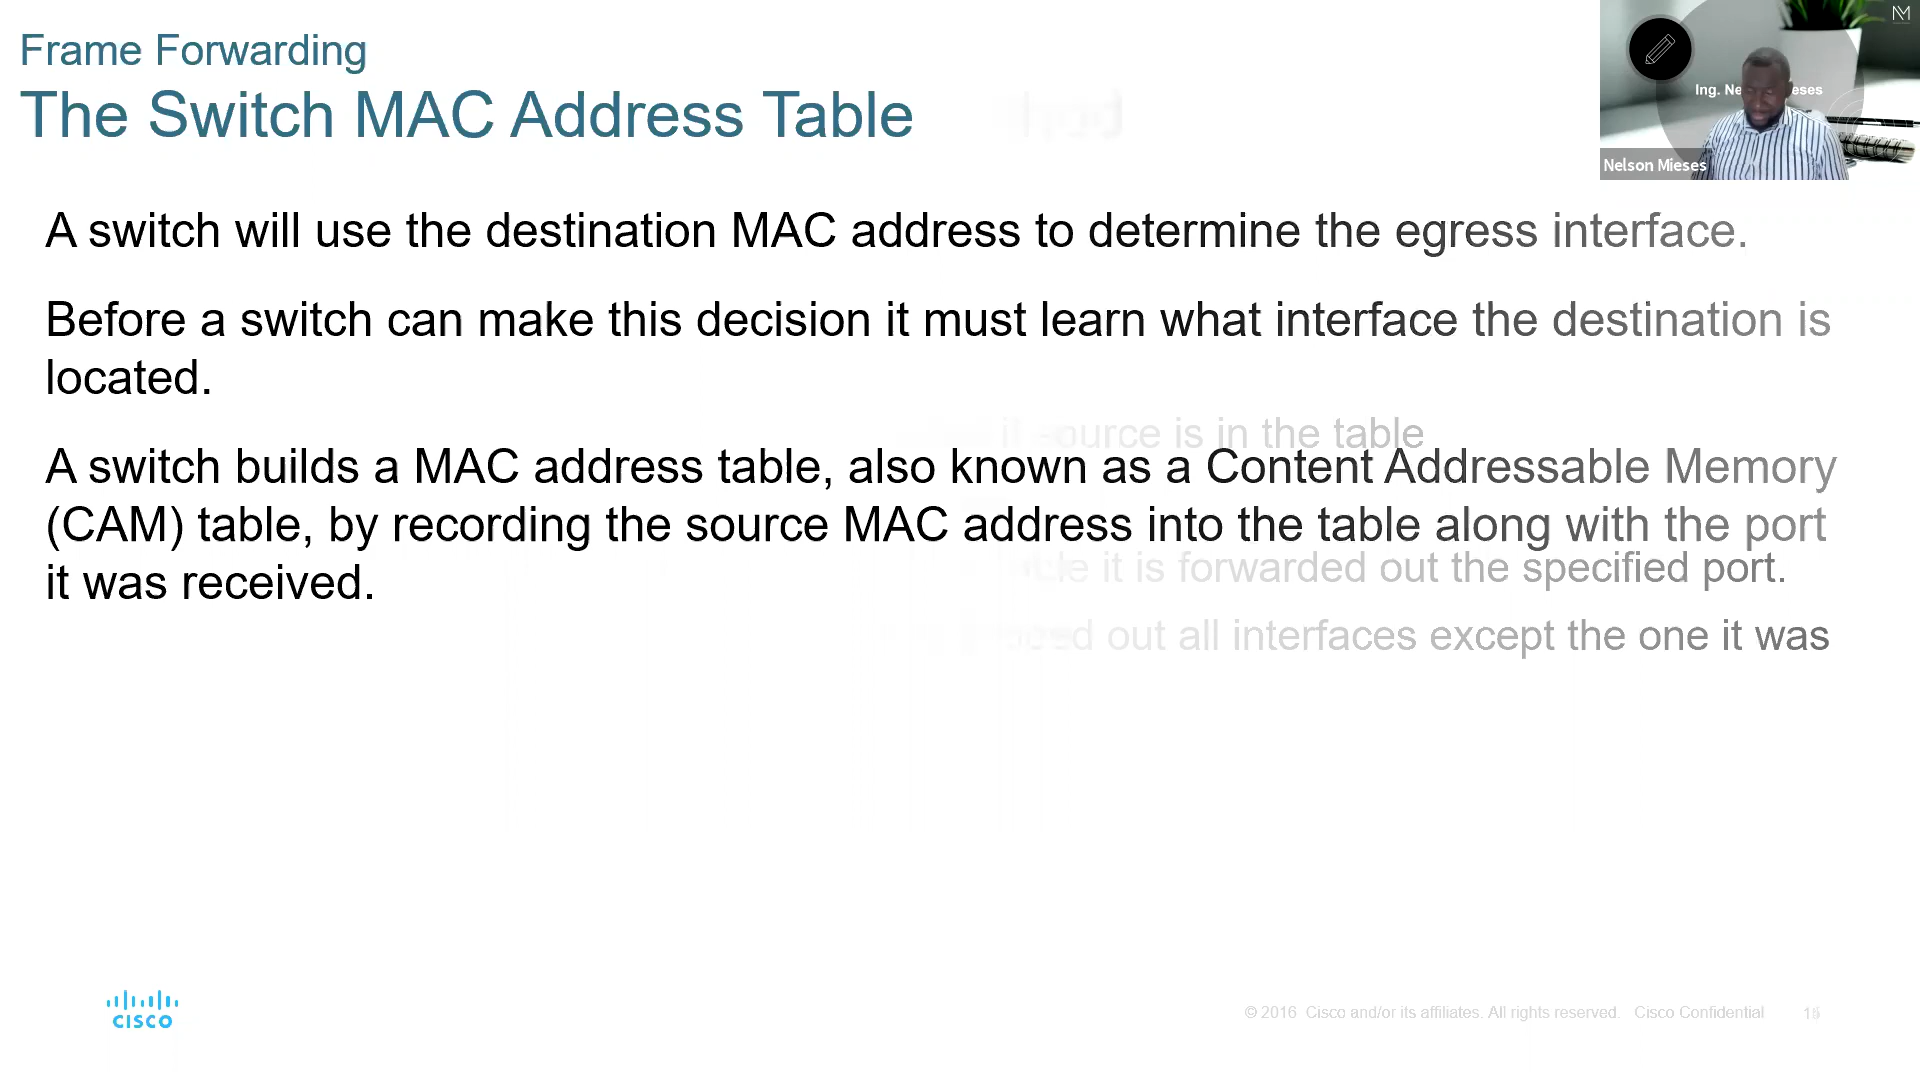 Frame Forwarding
The Switch MAC Address Table
Ing. Ne eses
Nelson Mieses
A switch will use the destination MAC address to determine the egress interface.
Before a switch can make this decision it must learn what interface the destination is
located.
source is in the table
A switch builds a MAC address table, also known as a Content Addressable Memory
(CAM) table, by recording the source MAC address into the table along with the port
it is forwarded out the specified port.
it was received.
out all interfaces except the one it was
CISCO
© 2016 Cisco and/or its affiliates. All rights reserved. Cisco Confidential